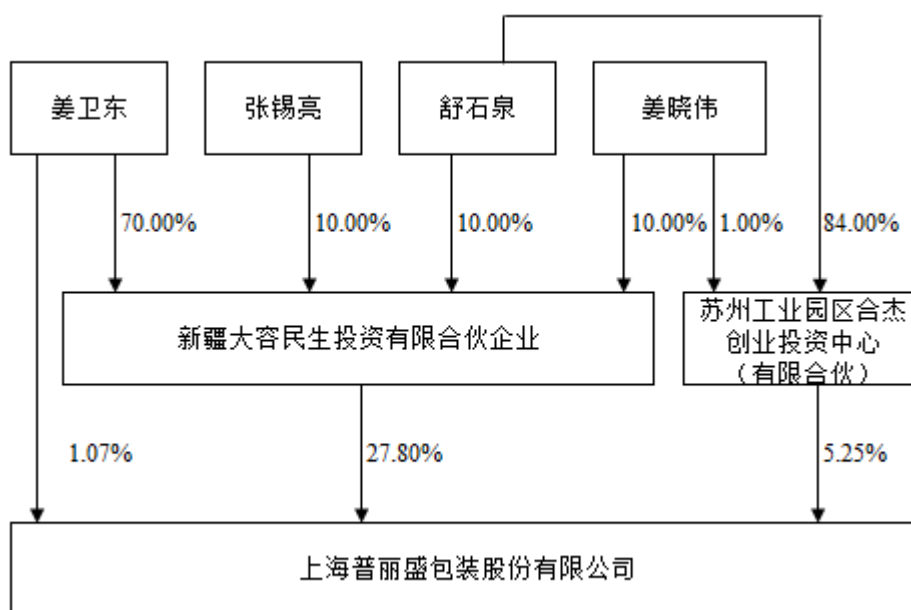 姜卫东
张锡亮
舒石泉
姜晓伟
70.00%
10.00%
10.00%
10.00%
1.00%
84.00%
新疆大容民生投资有限合伙企业
苏州工业园区合杰
创业投资中心
（有限合伙）
1.07%
27.80%
5.25%
上海普丽盛包装股份有限公司